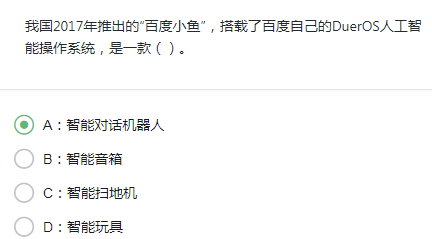 我国2017年推出的“百度小鱼”，搭载了百度自己的DuerOS人工智
能操作系统，是一款（ ）。
A：智能对话机器人
B：智能音箱
C：智能扫地机
D：智能玩具